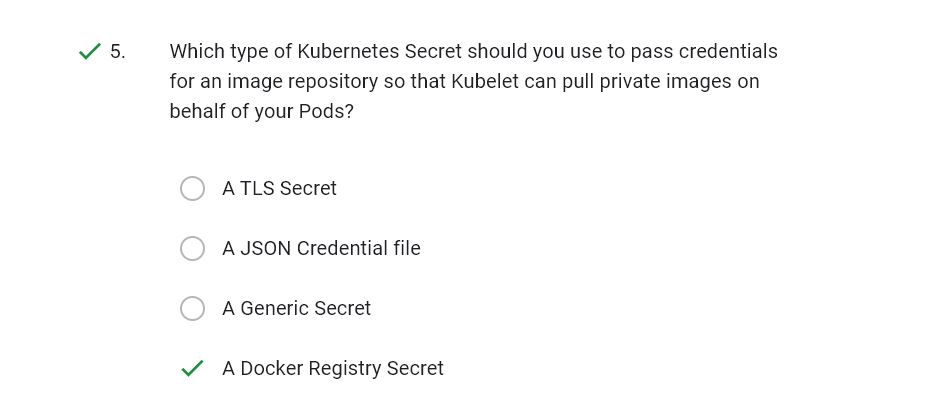 5. Which type of Kubernetes Secret should you use to pass credentials
for an image repository so that Kubelet can pull private images on
behalf of your Pods?
A TLS Secret
A JSON Credential file
A Generic Secret
A Docker Registry Secret